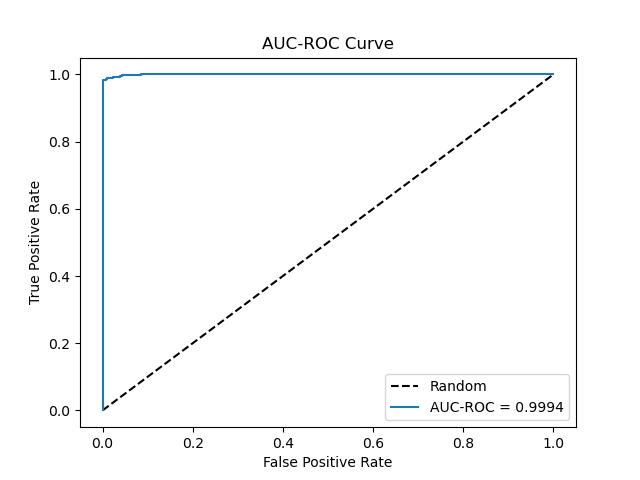 AUC-ROC Curve
True Positive Rate
1.0
0.8
0.6
0.4
0.2
0.0
Random
AUC-ROC = 0.9994
0.0 0.2 0.4 0.6 0.8 1.0
False Positive Rate